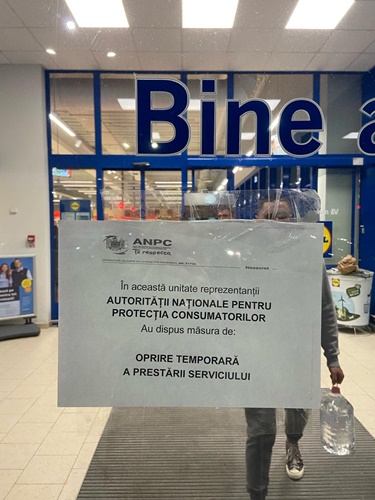 Bine a
ANPC
Te respectă
În această unitate reprezentanții
AUTORITĂȚII NAȚIONALE PENTRU
PROTECȚIA CONSUMATORILOR
Au dispus măsura de:
OPRIRE TEMPORARĂ
A PRESTĂRII SERVICIULUI